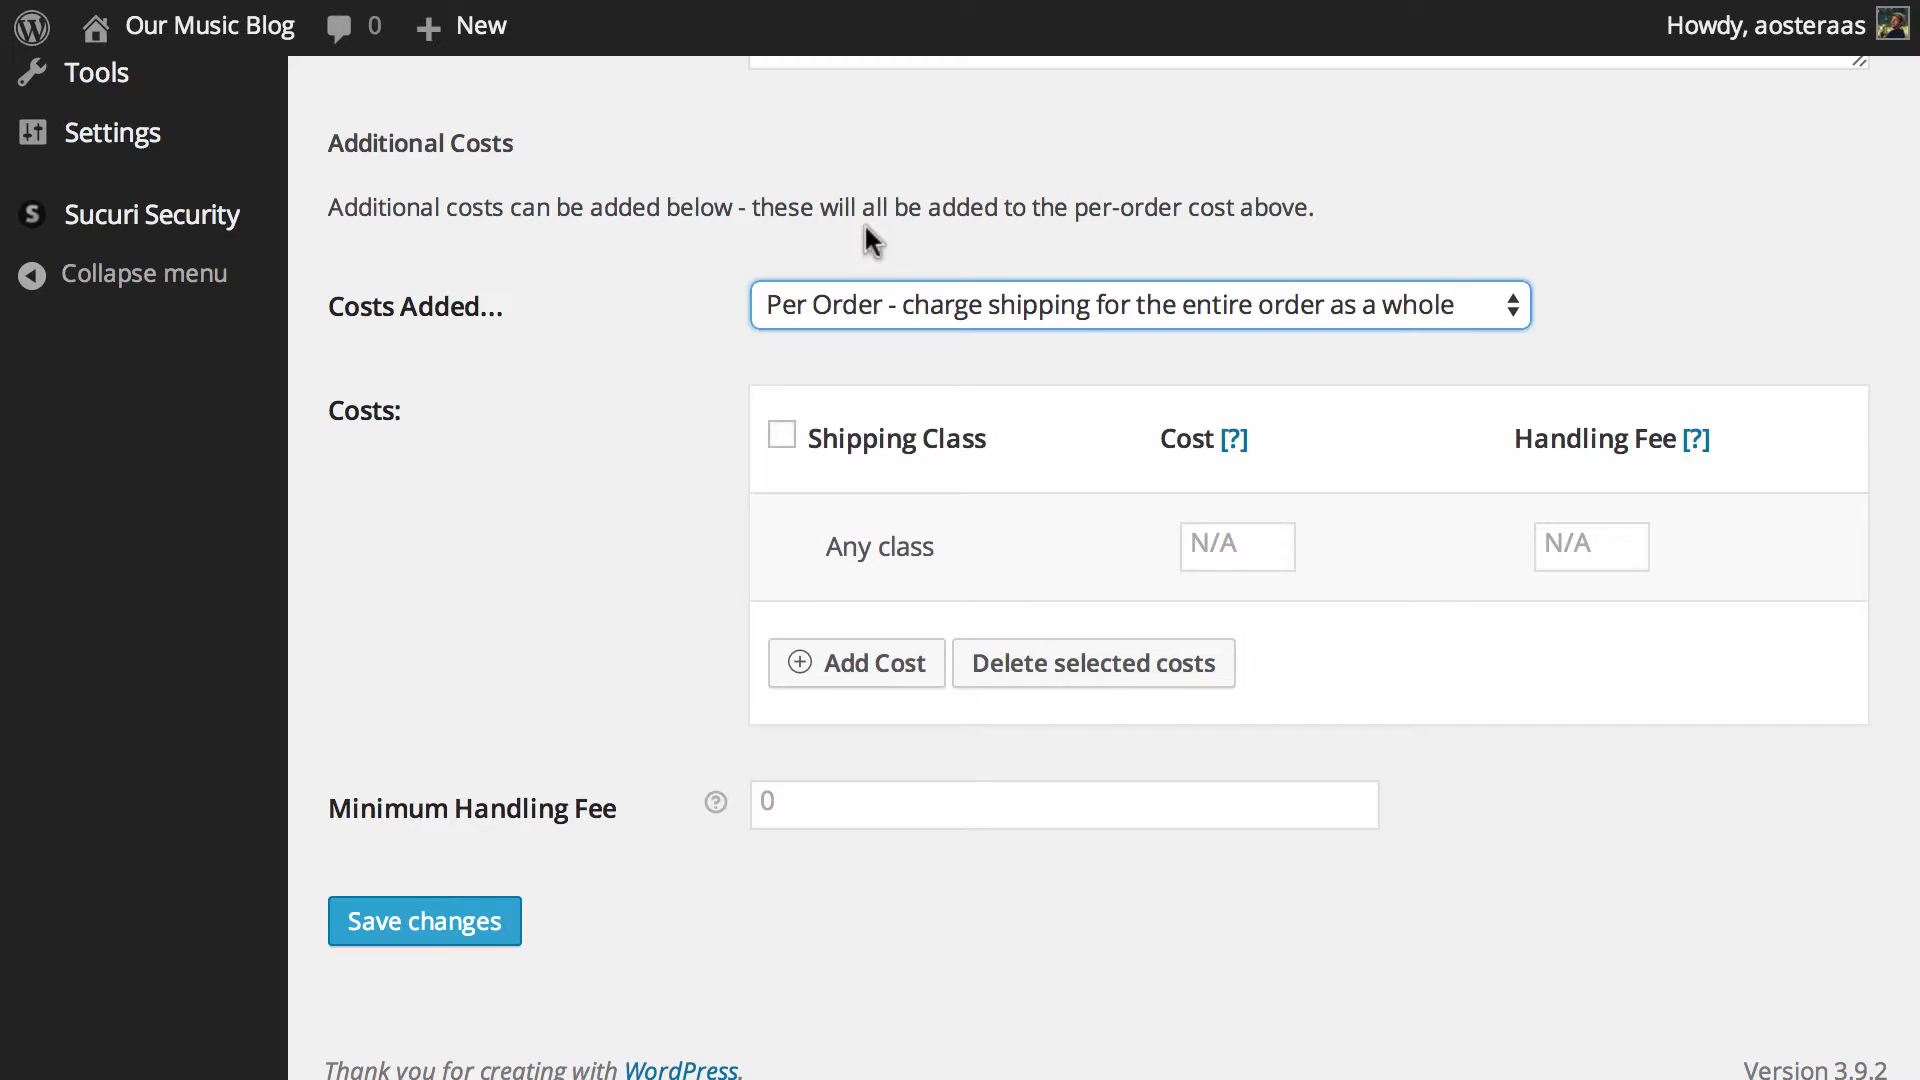 Our Music Blog 0 New Howdy, aosteraas
Tools
Settings
S Sucuri Security
Collapse menu
Additional Costs
Additional costs can be added below - these will all be added to the per-order cost above.
Costs Added... Per Order - charge shipping for the entire order as a whole
Costs:
Shipping Class Cost [?] Handling Fee [?]
Any class N/A N/A
Add Cost Delete selected costs
Minimum Handling Fee ? 0
Save changes
Thank you for creating with WordPress. Version 3.9.2